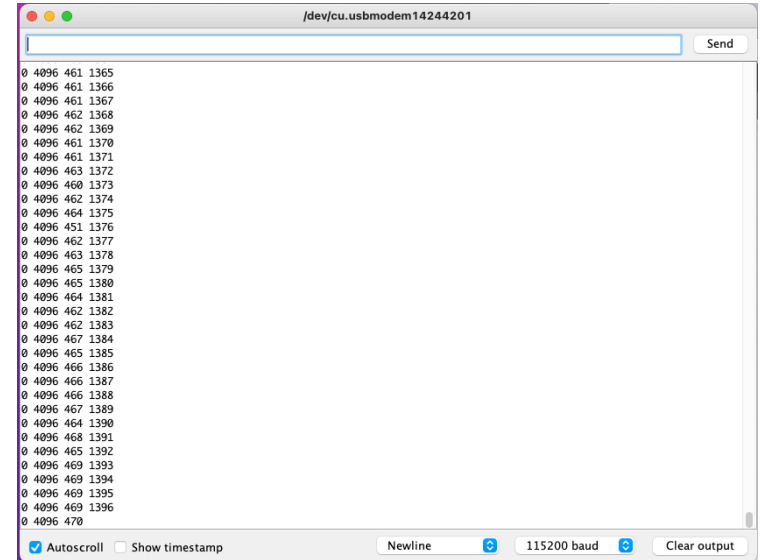 /dev/cu.usbmodem14244201
Send
0 4096 461 1365
0 4096 461 1366
0 4096 461 1367
0 4096 462 1368
0 4096 462 1369
0 4096 461 1370
0 4096 461 1371
0 4096 463 1372
0 4096 460 1373
0 4096 462 1374
0 4096 464 1375
0 4096 451 1376
0 4096 462 1377
0 4096 463 1378
0 4096 465 1379
0 4096 465 1380
0 4096 464 1381
0 4096 462 1382
0 4096 462 1383
0 4096 467 1384
0 4096 465 1385
0 4096 466 1386
0 4096 466 1387
0 4096 466 1388
0 4096 467 1389
0 4096 464 1390
0 4096 468 1391
0 4096 465 1392
0 4096 469 1393
0 4096 469 1394
0 4096 469 1395
0 4096 469 1396
0 4096 470
Autoscroll Show timestamp Newline 115200 baud Clear output